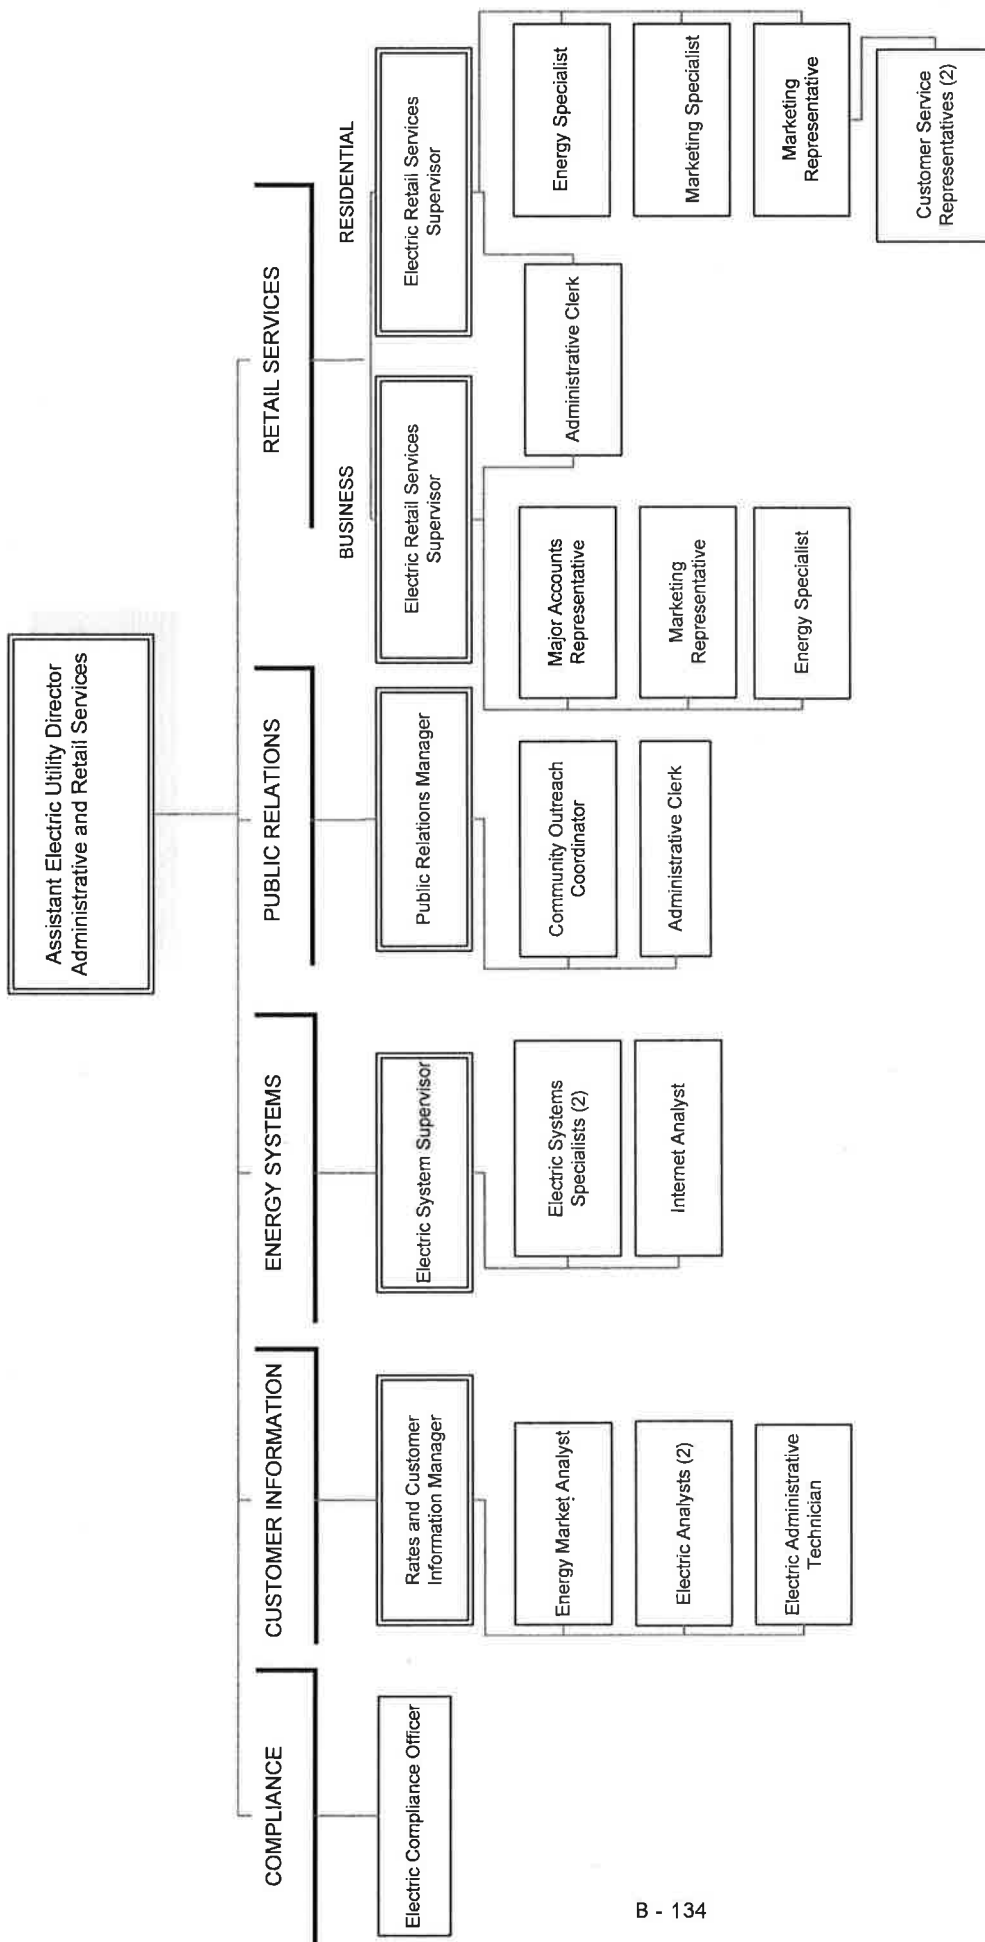 Assistant Electric Utility Director
Administrative and Retail Services
COMPLIANCE
CUSTOMER INFORMATION
ENERGY SYSTEMS
PUBLIC RELATIONS
RETAIL SERVICES
BUSINESS
RESIDENTIAL
Electric Compliance Officer
Rates and Customer
Information Manager
Energy Market Analyst
Electric Analysts (2)
Electric Administrative
Technician
Electric System Supervisor
Electric Systems
Specialists (2)
Internet Analyst
Public Relations Manager
Community Outreach
Coordinator
Administrative Clerk
Electric Retail Services
Supervisor
Major Accounts
Representative
Marketing
Representative
Energy Specialist
Administrative Clerk
Electric Retail Services
Supervisor
Energy Specialist
Marketing Specialist
Marketing
Representative
Customer Service
Representatives (2)
B - 134